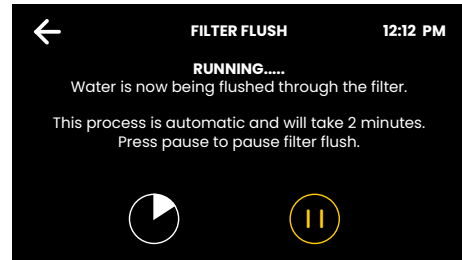 FILTER FLUSH
12:12 PM
RUNNING.....
Water is now being flushed through the filter.
This process is automatic and will take 2 minutes.
Press pause to pause filter flush.